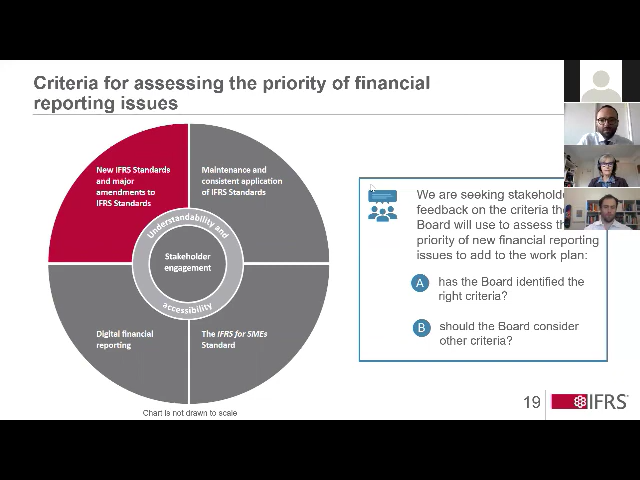 Criteria for assessing the priority of financial
reporting issues
New IFRS Standards
and major
amendments to
IFRS Standards
Maintenance and
consistent application
of IFRS Standards
Understandability and
Stakeholder
engagement
accessibility
Digital financial
reporting
The IFRS for SMEs
Standard
Chart is not drawn to scale
We are seeking stakeholde
feedback on the criteria the
Board will use to assess the
priority of new financial reporting
issues to add to the work plan:
A has the Board identified the
right criteria?
B should the Board consider
other criteria?
19
IFRS